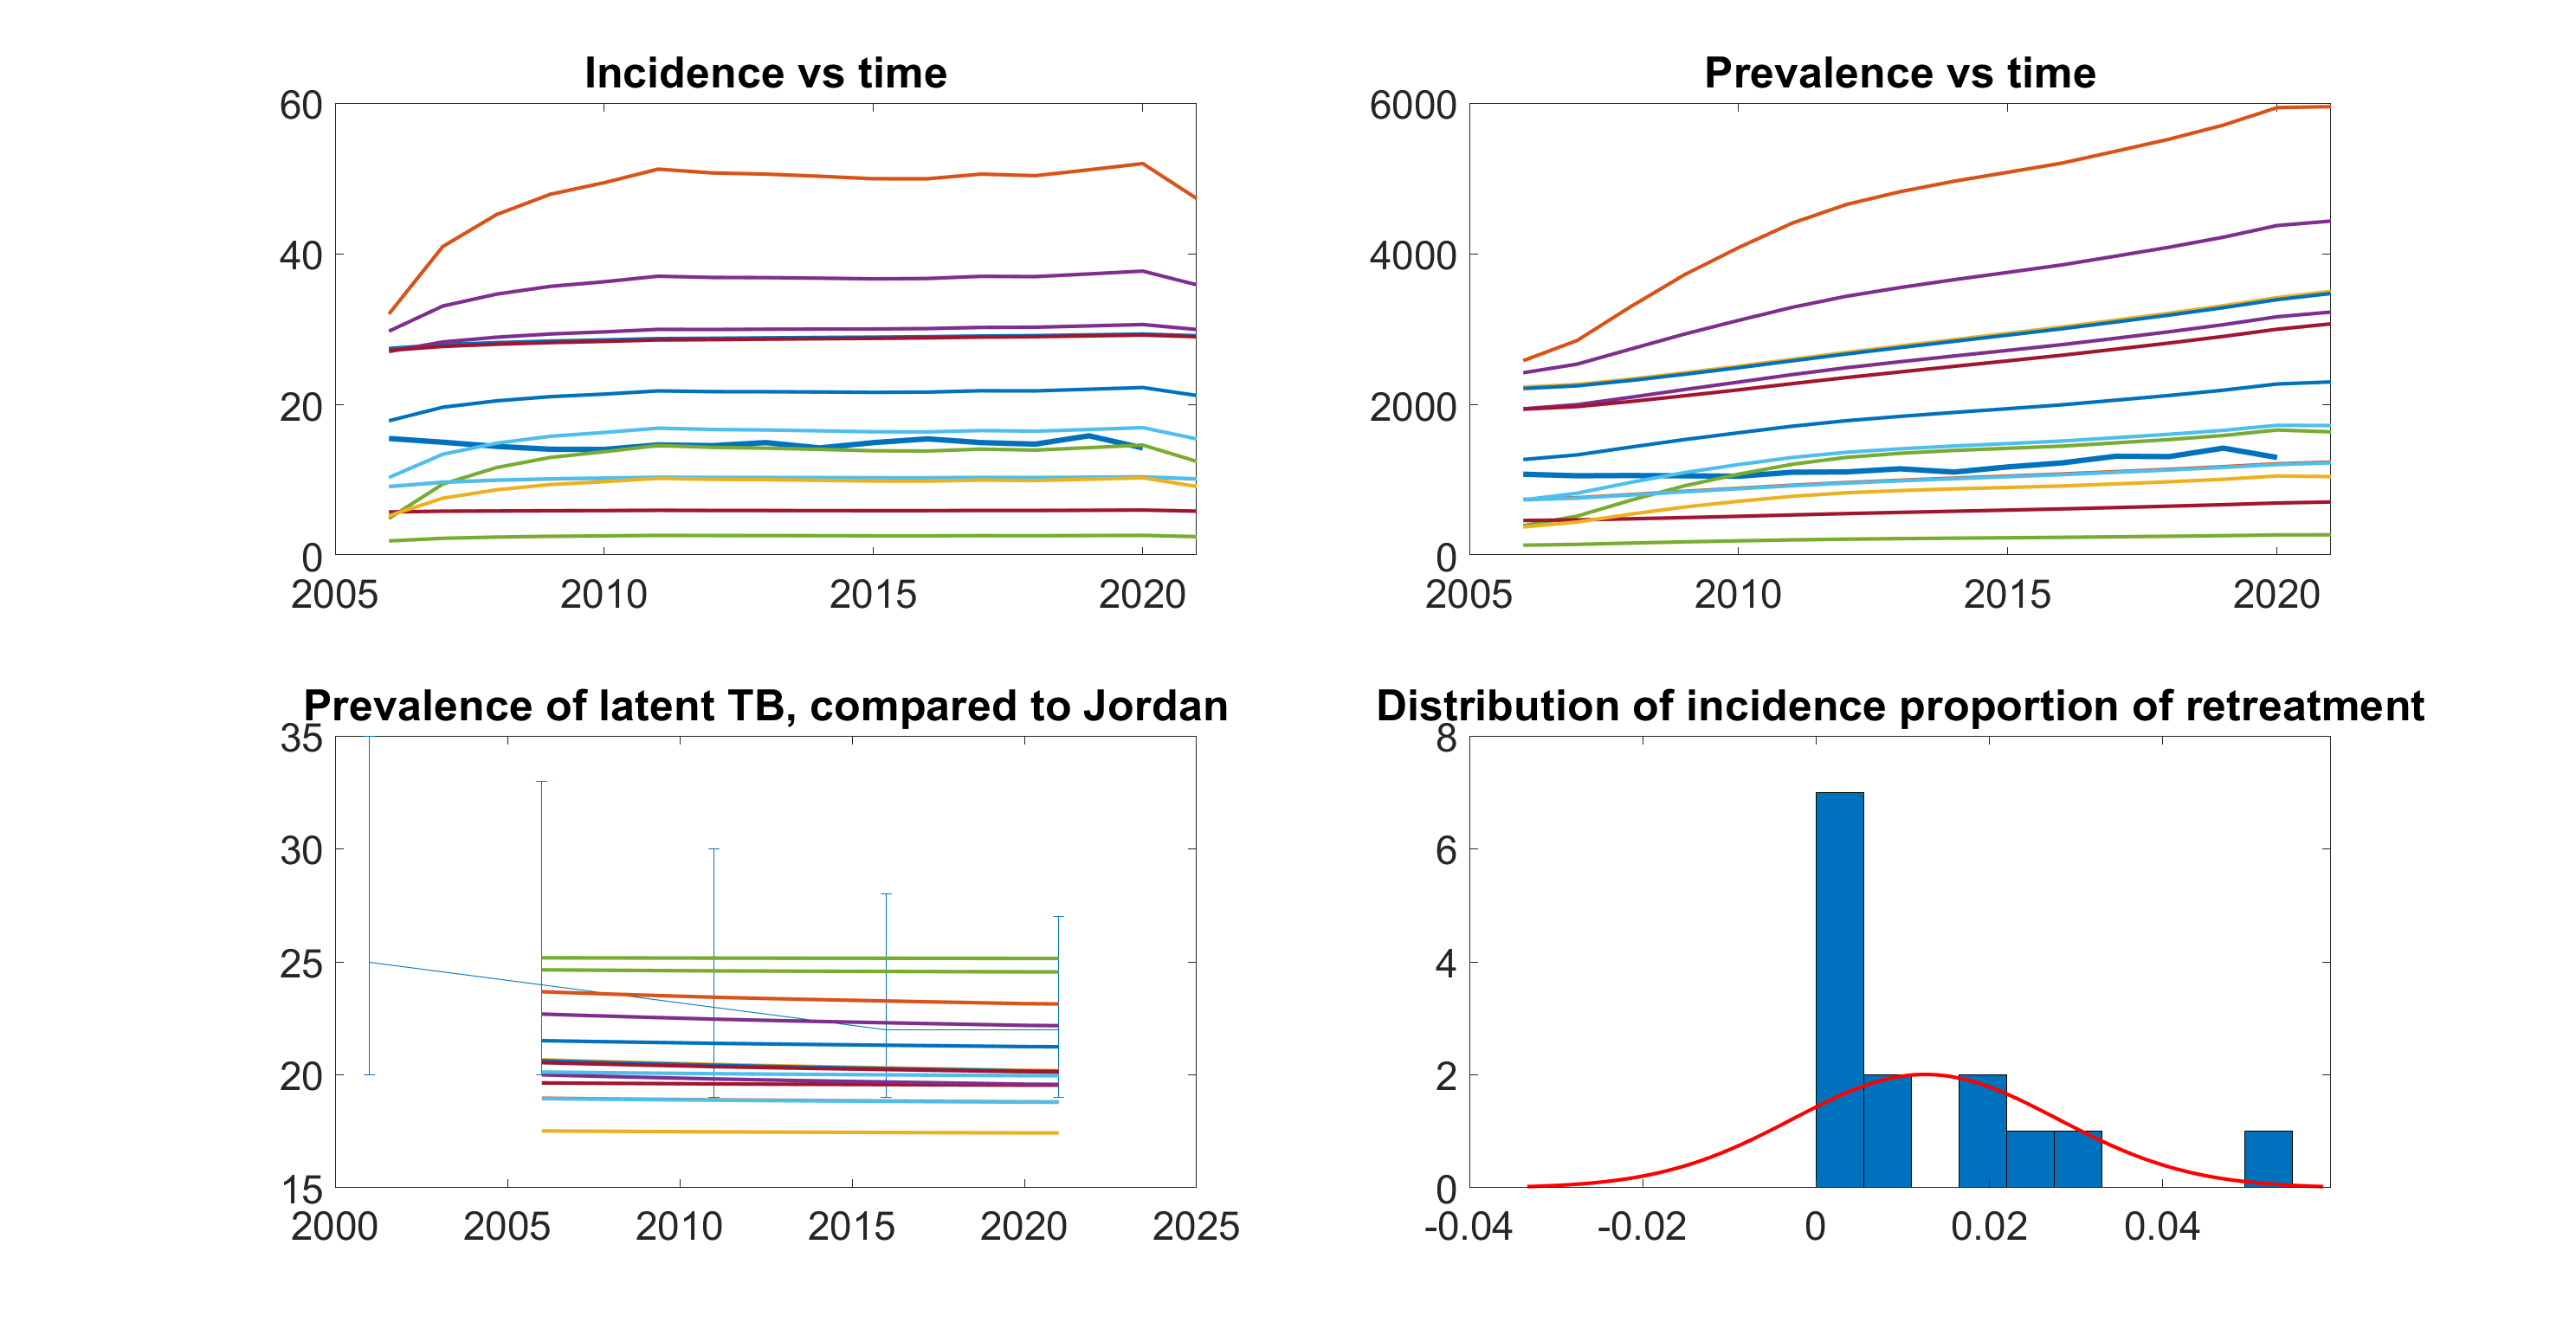 Incidence vs time
60
40
20
0
2005 2010 2015 2020
Prevalence vs time
6000
4000
2000
0
2005 2010 2015 2020
Prevalence of latent TB, compared to Jordan
35
30
25
20
15
2000 2005 2010 2015 2020 2025
Distribution of incidence proportion of retreatment
8
6
4
2
0
-0.04 -0.02 0 0.02 0.04